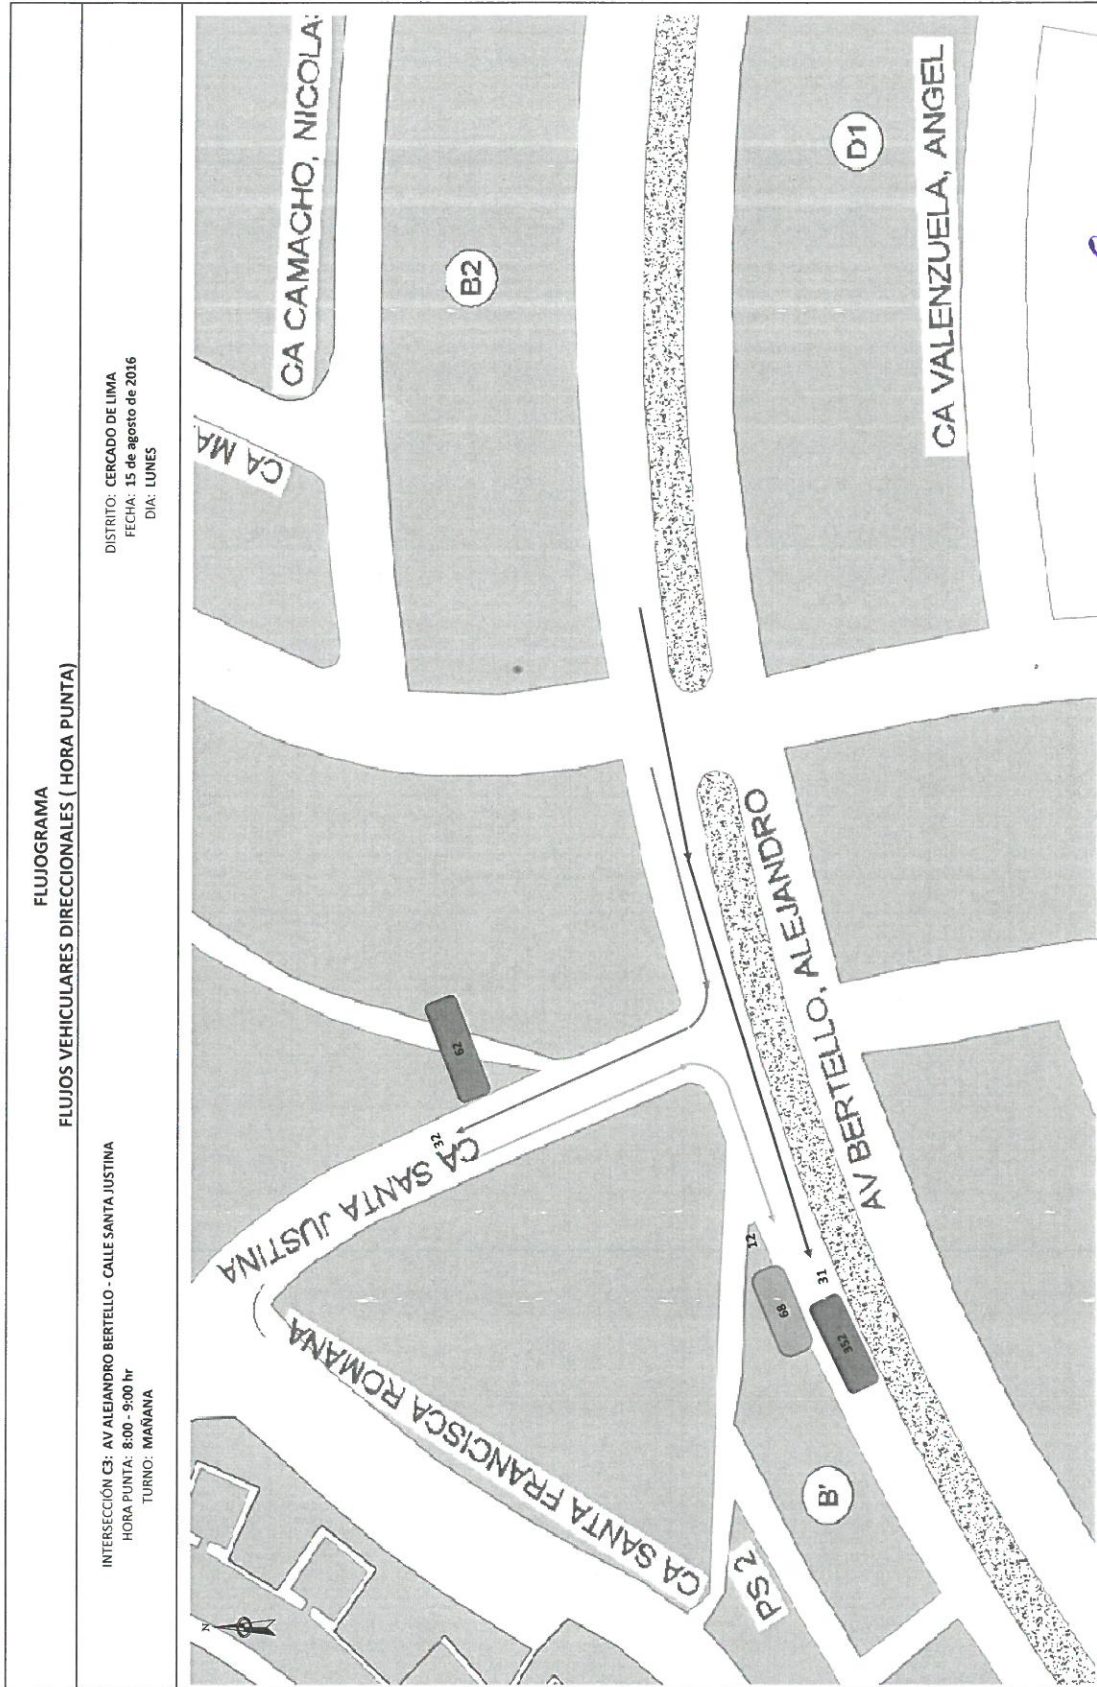 FLUJOGRAMA
FLUJOS VEHICULARES DIRECCIONALES ( HORA PUNTA)
INTERSECCIÓN C3: AV ALEJANDRO BERTELLO - CALLE SANTA JUSTINA
HORA PUNTA: 8:00 - 9:00 hr
TURNO: MAÑANA
DISTRITO: CERCADO DE LIMA
FECHA: 15 de agosto de 2016
DIA: LUNES
N
CA SANTA JUSTINA
32
62
CA MA
CA CAMACHO, NICOLAS
B2
CA SANTA FRANCISCA ROMANA
PS 2
B'
12
68
31
352
AV BERTELLO, ALEJANDRO
D1
CA VALENZUELA, ANGEL